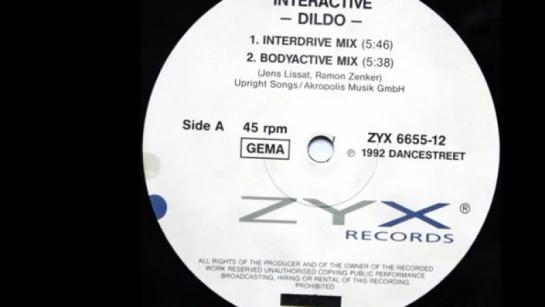 INTERACTIVE
– DILDO –
1. INTERDRIVE MIX (5:46)
2. BODYACTIVE MIX (5:38)
(Jens Lissat, Ramon Zenker)
Upright Songs/Akropolis Musik GmbH
Side A 45 rpm ZYX 6655-12
GEMA ℗ 1992 DANCESTREET
ZYX ®
RECORDS
ALL RIGHTS OF THE PRODUCER AND OF THE OWNER OF THE RECORDED
WORK RESERVED UNAUTHORISED COPYING PUBLIC PERFORMANCE
BROADCASTING, HIRING OR RENTAL OF THIS RECORDING
PROHIBITED